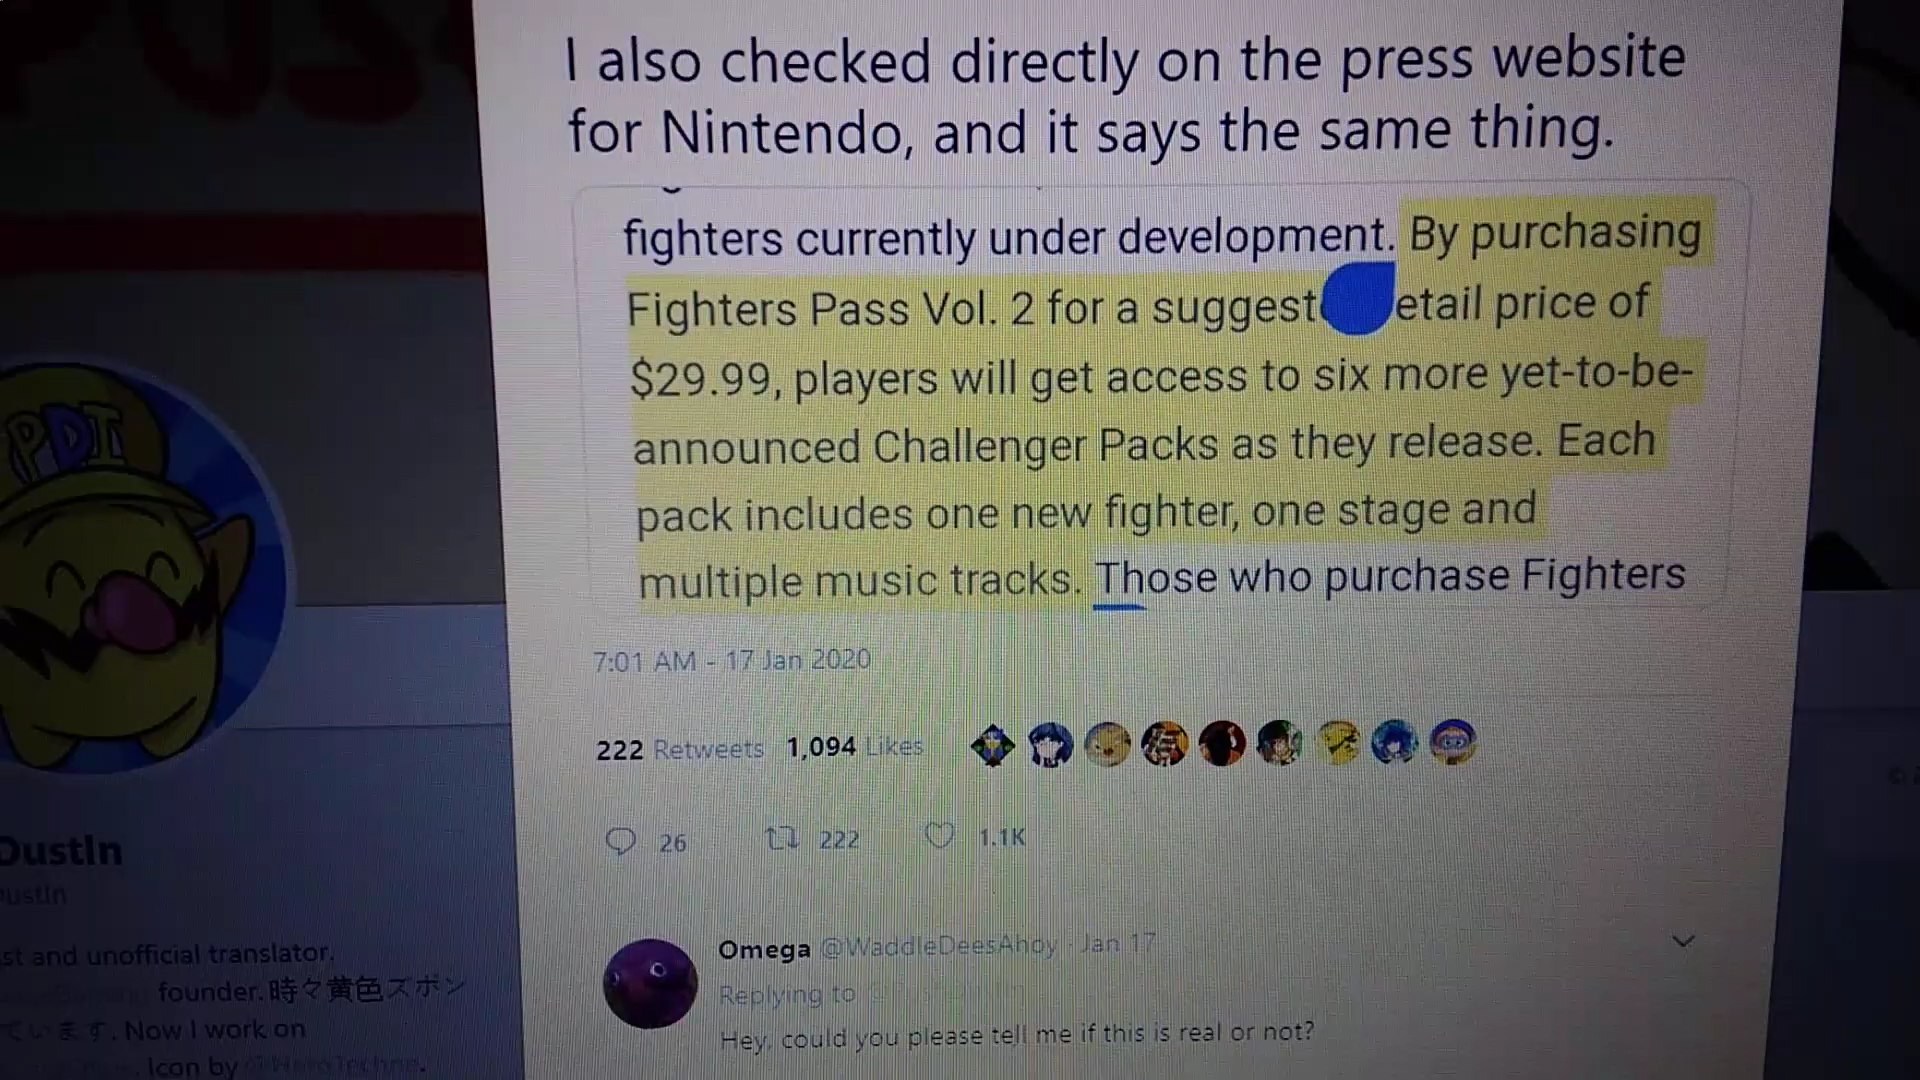 I also checked directly on the press website
for Nintendo, and it says the same thing.
fighters currently under development. By purchasing
Fighters Pass Vol. 2 for a suggest etail price of
$29.99, players will get access to six more yet-to-be-
announced Challenger Packs as they release. Each
pack includes one new fighter, one stage and
multiple music tracks. Those who purchase Fighters
7:01 AM - 17 Jan 2020
222 Retweets 1,094 Likes
26 222 1.1K
Omega @WaddleDeesAhoy · Jan 17
Replying to
Hey, could you please tell me if this is real or not?
PDT
DustIn
ustIn
st and unofficial translator.
founder.時々黄色ズボン
ています. Now I work on
. Icon by